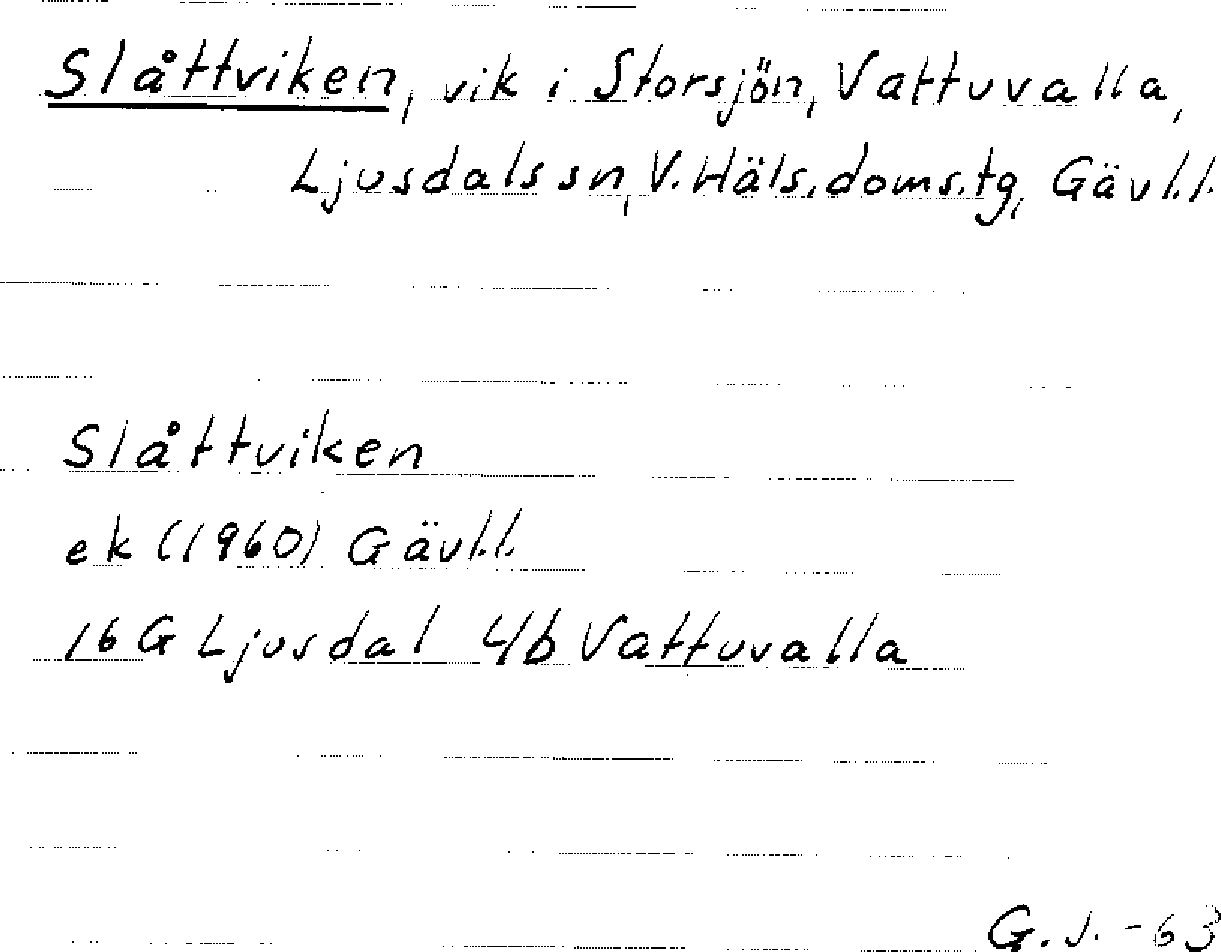 Slåttviken, vik i Storsjön, Vattuvalla,
Ljusdals sn, V. Häls. doms. tg, Gävl.l.
Slåttviken
ek (1960) Gävl.l.
16 G Ljusdal 4b Vattuvalla
G. J. -63